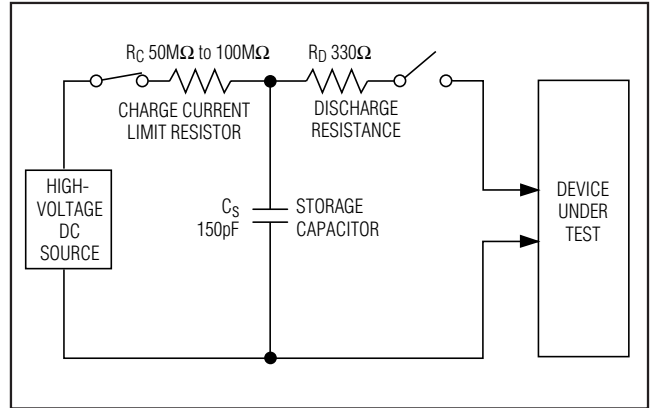 R_C 50MΩ to 100MΩ
CHARGE CURRENT
LIMIT RESISTOR
R_D 330Ω
DISCHARGE
RESISTANCE
HIGH-
VOLTAGE
DC
SOURCE
C_S
150pF
STORAGE
CAPACITOR
DEVICE
UNDER
TEST